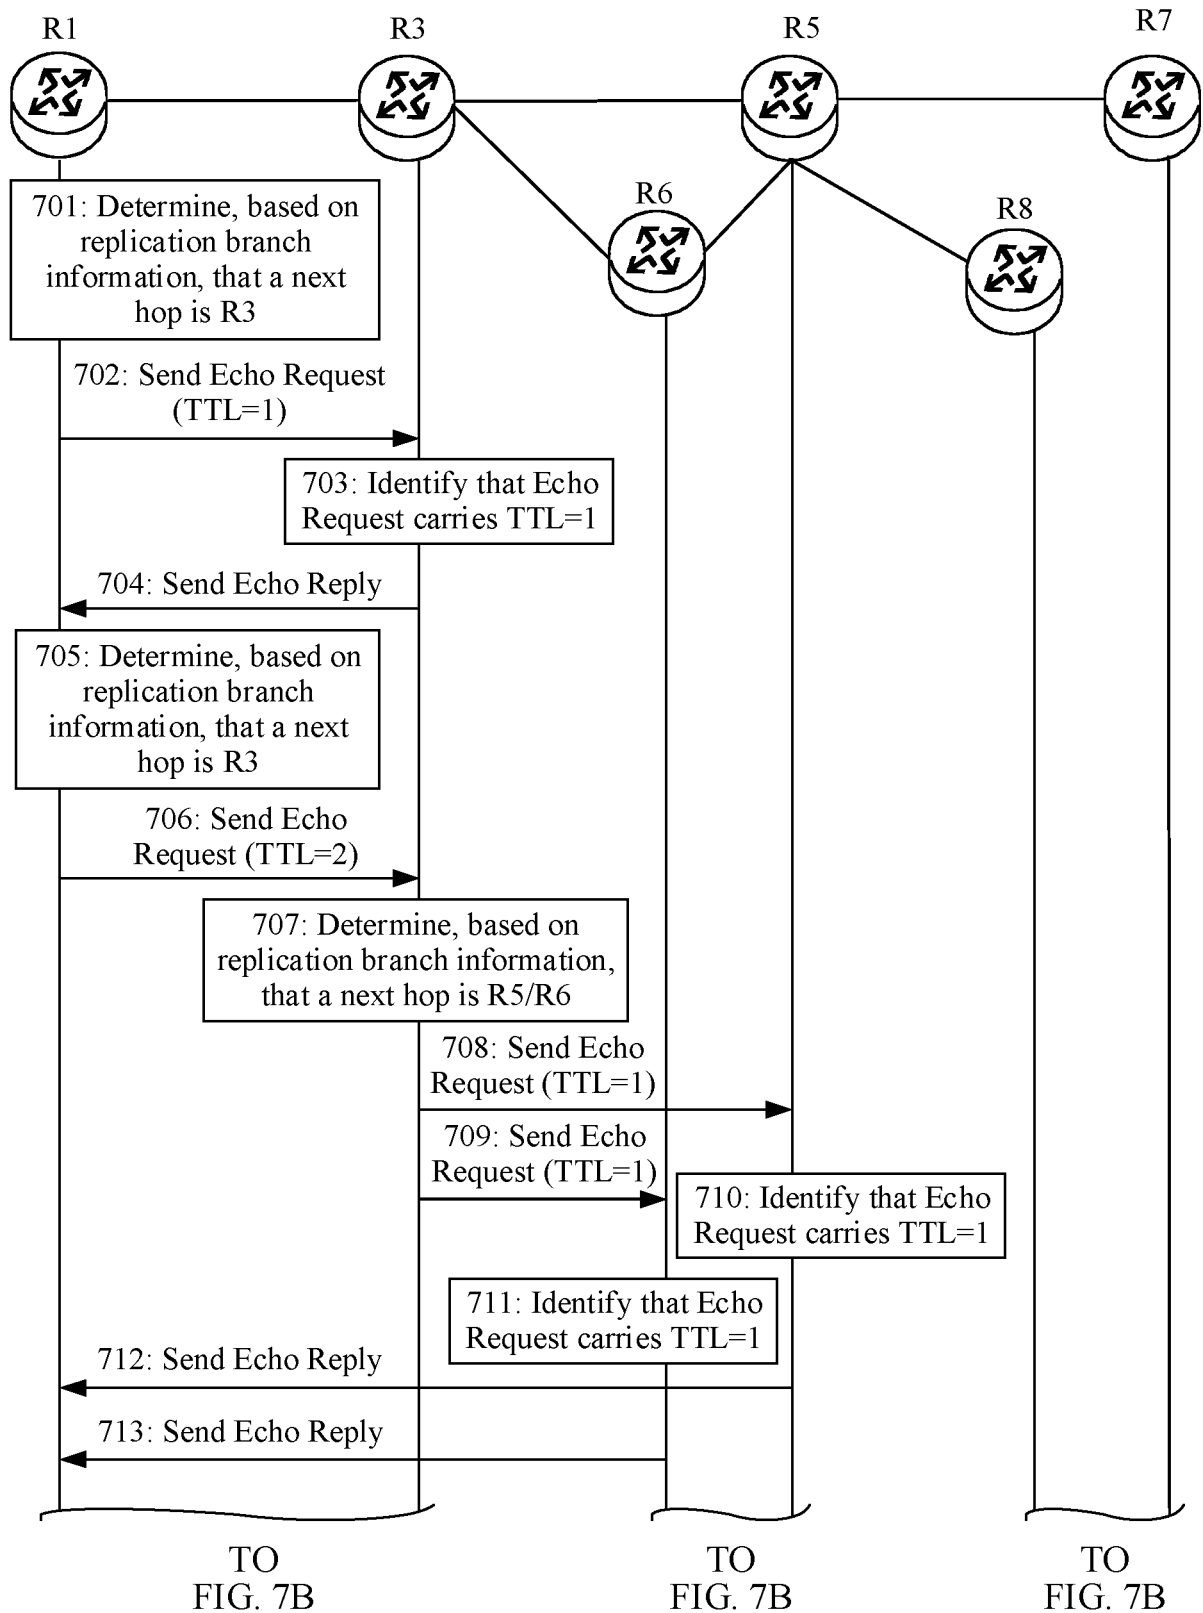 R1
R3
R5
R7
R6
R8
701: Determine, based on
replication branch
information, that a next
hop is R3
702: Send Echo Request
(TTL=1)
703: Identify that Echo
Request carries TTL=1
704: Send Echo Reply
705: Determine, based on
replication branch
information, that a next
hop is R3
706: Send Echo
Request (TTL=2)
707: Determine, based on
replication branch information,
that a next hop is R5/R6
708: Send Echo
Request (TTL=1)
709: Send Echo
Request (TTL=1)
710: Identify that Echo
Request carries TTL=1
711: Identify that Echo
Request carries TTL=1
712: Send Echo Reply
713: Send Echo Reply
TO
FIG. 7B
TO
FIG. 7B
TO
FIG. 7B